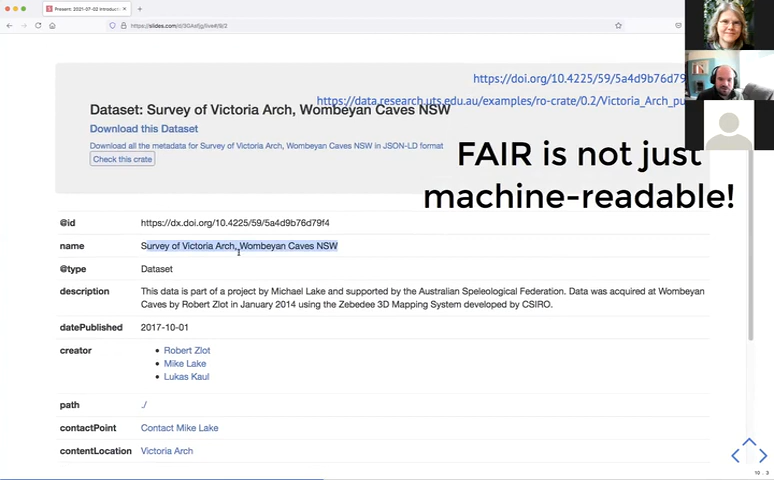 Present: 2021-07-02
https://slides.com/d/3GAsfjg/live#/9/2
https://doi.org/10.4225/59/5a4d9b76d79
Dataset: Survey of Victoria Arch, Wombeyan Caves NSW
https://data.research.uts.edu.au/examples/ro-crate/0.2/Victoria_Arch_pu
Download this Dataset
Download all the metadata for Survey of Victoria Arch, Wombeyan Caves NSW in JSON-LD format
Check this crate
FAIR is not just
machine-readable!
@id https://dx.doi.org/10.4225/59/5a4d9b76d79f4
name Survey of Victoria Arch, Wombeyan Caves NSW
@type Dataset
description This data is part of a project by Michael Lake and supported by the Australian Speleological Federation. Data was acquired at Wombeyan
Caves by Robert Zlot in January 2014 using the Zebedee 3D Mapping System developed by CSIRO.
datePublished 2017-10-01
creator • Robert Zlot
• Mike Lake
• Lukas Kaul
path ./
contactPoint Contact Mike Lake
contentLocation Victoria Arch
10 . 3